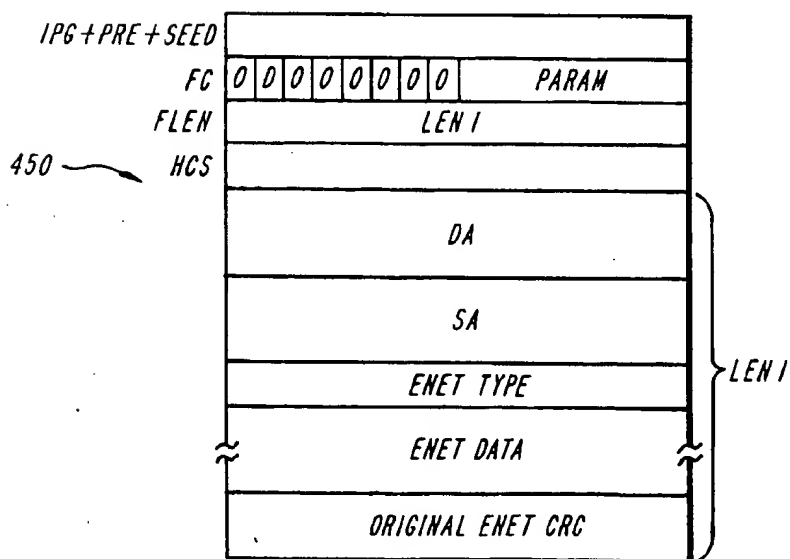 IPG+PRE+SEED
FC 0 D 0 0 0 0 0 0 PARAM
FLEN LEN 1
450 HCS
DA
SA
LEN 1
ENET TYPE
ENET DATA
ORIGINAL ENET CRC